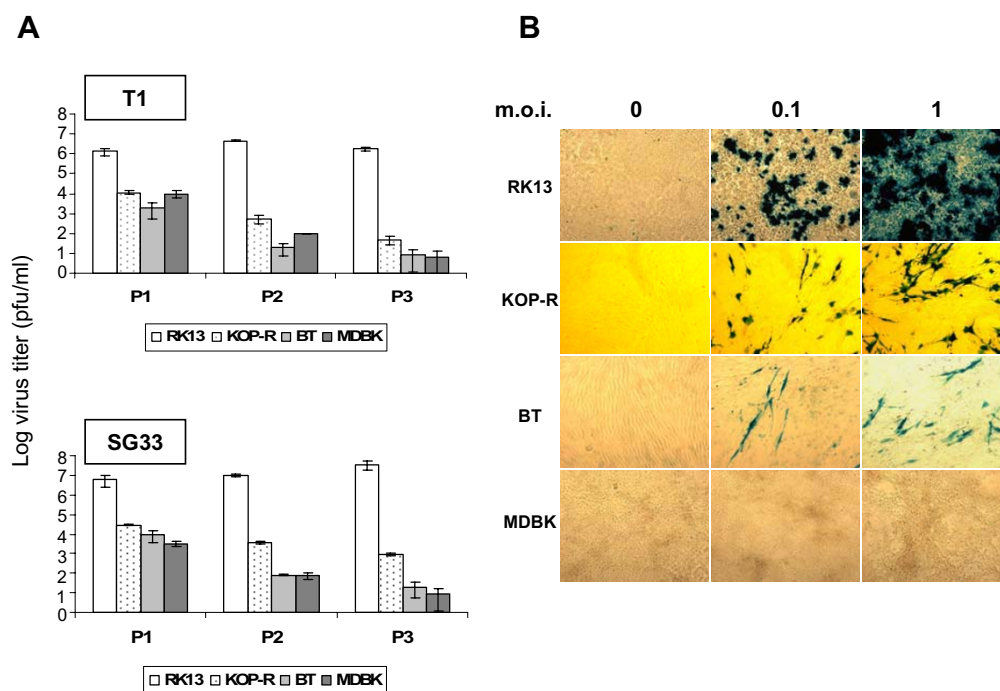 A
Log virus titer (pfu/ml)
T1
8
7
6
5
4
3
2
1
0
P1 P2 P3
RK13 KOP-R BT MDBK
SG33
8
7
6
5
4
3
2
1
0
P1 P2 P3
RK13 KOP-R BT MDBK
B
m.o.i. 0 0.1 1
RK13
KOP-R
BT
MDBK